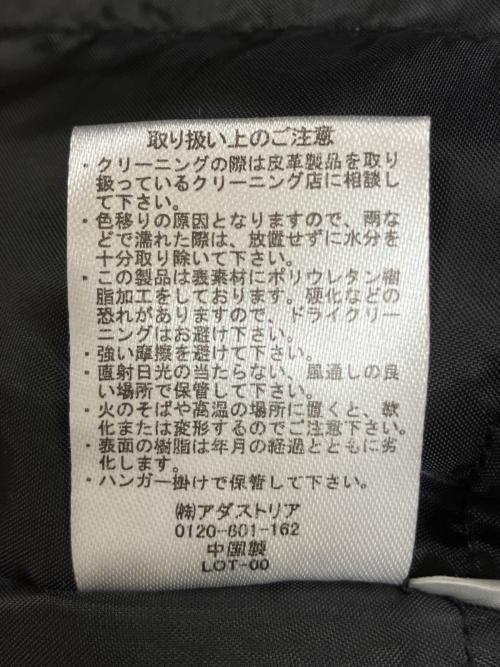 取り扱い上のご注意
・クリーニングの際は皮革製品を取り
扱っているクリーニング店に相談し
て下さい。
・色移りの原因となりますので、雨な
どで濡れた際は、放置せずに水分を
十分取り除いて下さい。
・この製品は表素材にポリウレタン樹
脂加工をしております。硬化などの
恐れがありますので、ドライクリー
ニングはお避け下さい。
・強い摩擦を避けて下さい。
・直射日光の当たらない、風通しの良
い場所で保管して下さい。
・火のそばや高温の場所に置くと、軟
化または変形するのでご注意下さい。
・表面の樹脂は年月の経過とともに劣
化します。
・ハンガー掛けで保管して下さい。
㈱アダストリア
0120-601-162
中国製
LOT-00